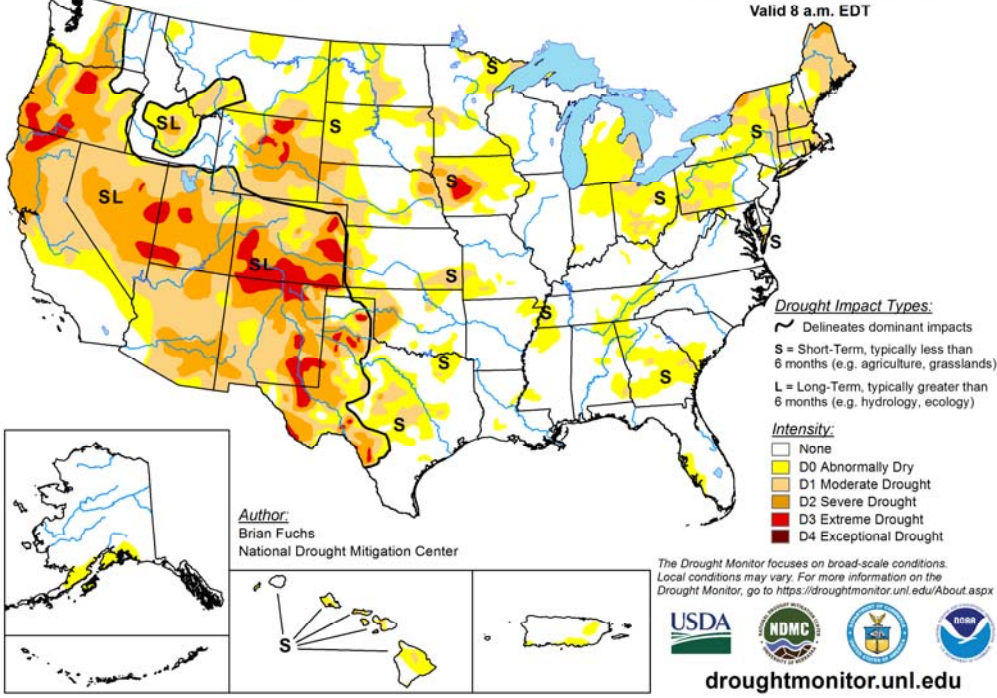 Valid 8 a.m. EDT
S
SL
S
SL
S
S
S
S
SL
S
S
S
S
S
S
Drought Impact Types:
Delineates dominant impacts
S = Short-Term, typically less than
6 months (e.g. agriculture, grasslands)
L = Long-Term, typically greater than
6 months (e.g. hydrology, ecology)
Intensity:
None
D0 Abnormally Dry
D1 Moderate Drought
D2 Severe Drought
D3 Extreme Drought
D4 Exceptional Drought
Author:
Brian Fuchs
National Drought Mitigation Center
S
The Drought Monitor focuses on broad-scale conditions.
Local conditions may vary. For more information on the
Drought Monitor, go to https://droughtmonitor.unl.edu/About.aspx
USDA
NDMC
NOAA
droughtmonitor.unl.edu